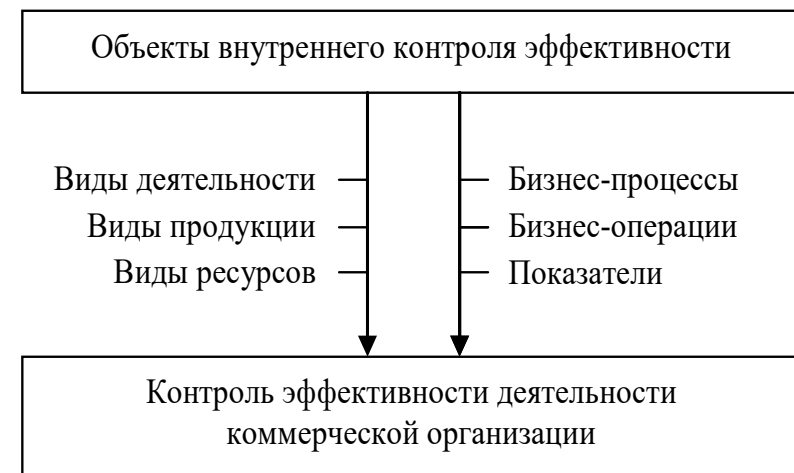 Объекты внутреннего контроля эффективности
Виды деятельности
Виды продукции
Виды ресурсов
Бизнес-процессы
Бизнес-операции
Показатели
Контроль эффективности деятельности
коммерческой организации